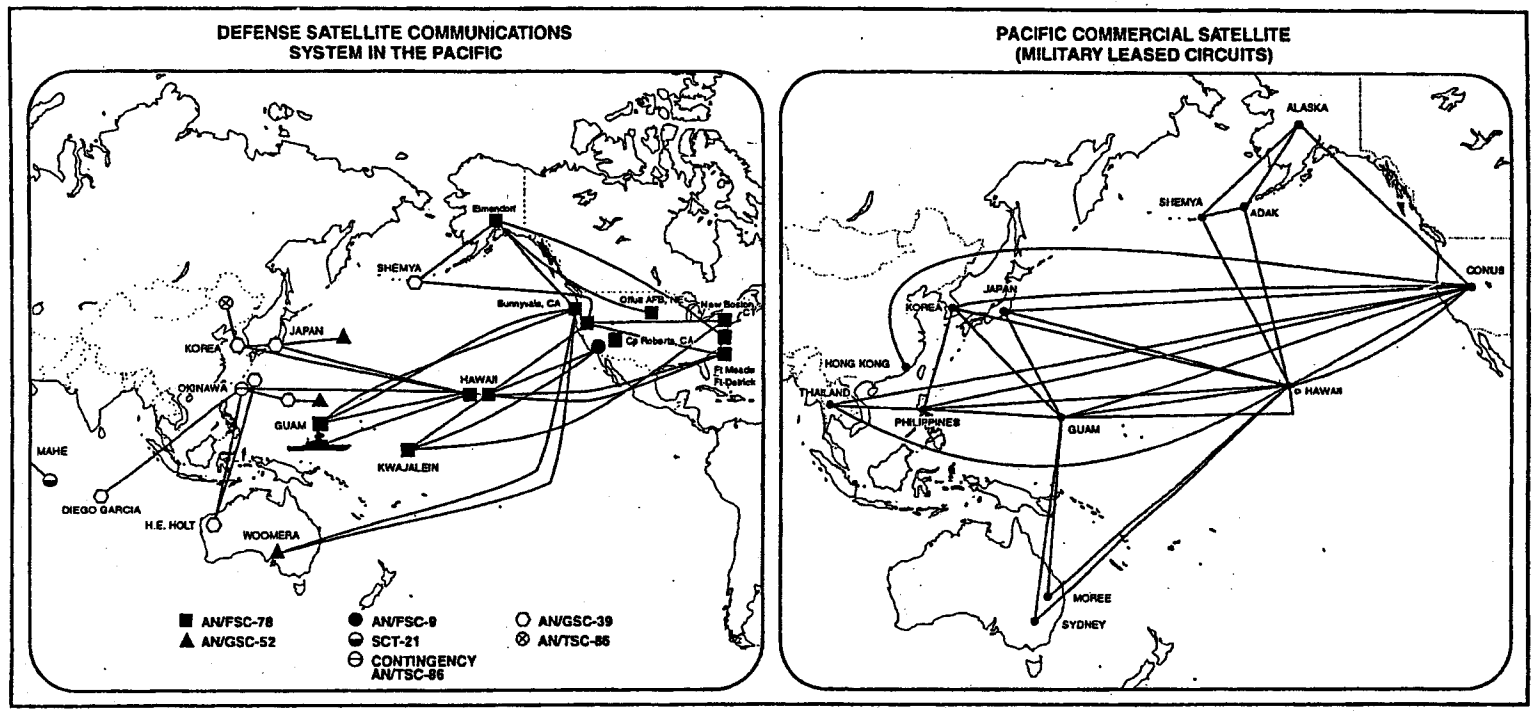 DEFENSE SATELLITE COMMUNICATIONS
SYSTEM IN THE PACIFIC
Elmendorf
SHEMYA
Sunnyvale, CA
Offut AFB, NE
New Boston
CT
JAPAN
KOREA
Cp Roberts, CA
Ft Meade
Ft Detrick
OKINAWA
HAWAII
GUAM
KWAJALEIN
MAHE
DIEGO GARCIA
H.E. HOLT
WOOMERA
AN/FSC-78
AN/GSC-52
AN/FSC-9
SCT-21
CONTINGENCY
AN/TSC-86
AN/GSC-39
AN/TSC-86
PACIFIC COMMERCIAL SATELLITE
(MILITARY LEASED CIRCUITS)
ALASKA
SHEMYA
ADAK
CONUS
JAPAN
KOREA
HONG KONG
THAILAND
HAWAII
PHILIPPINES
GUAM
MOREE
SYDNEY